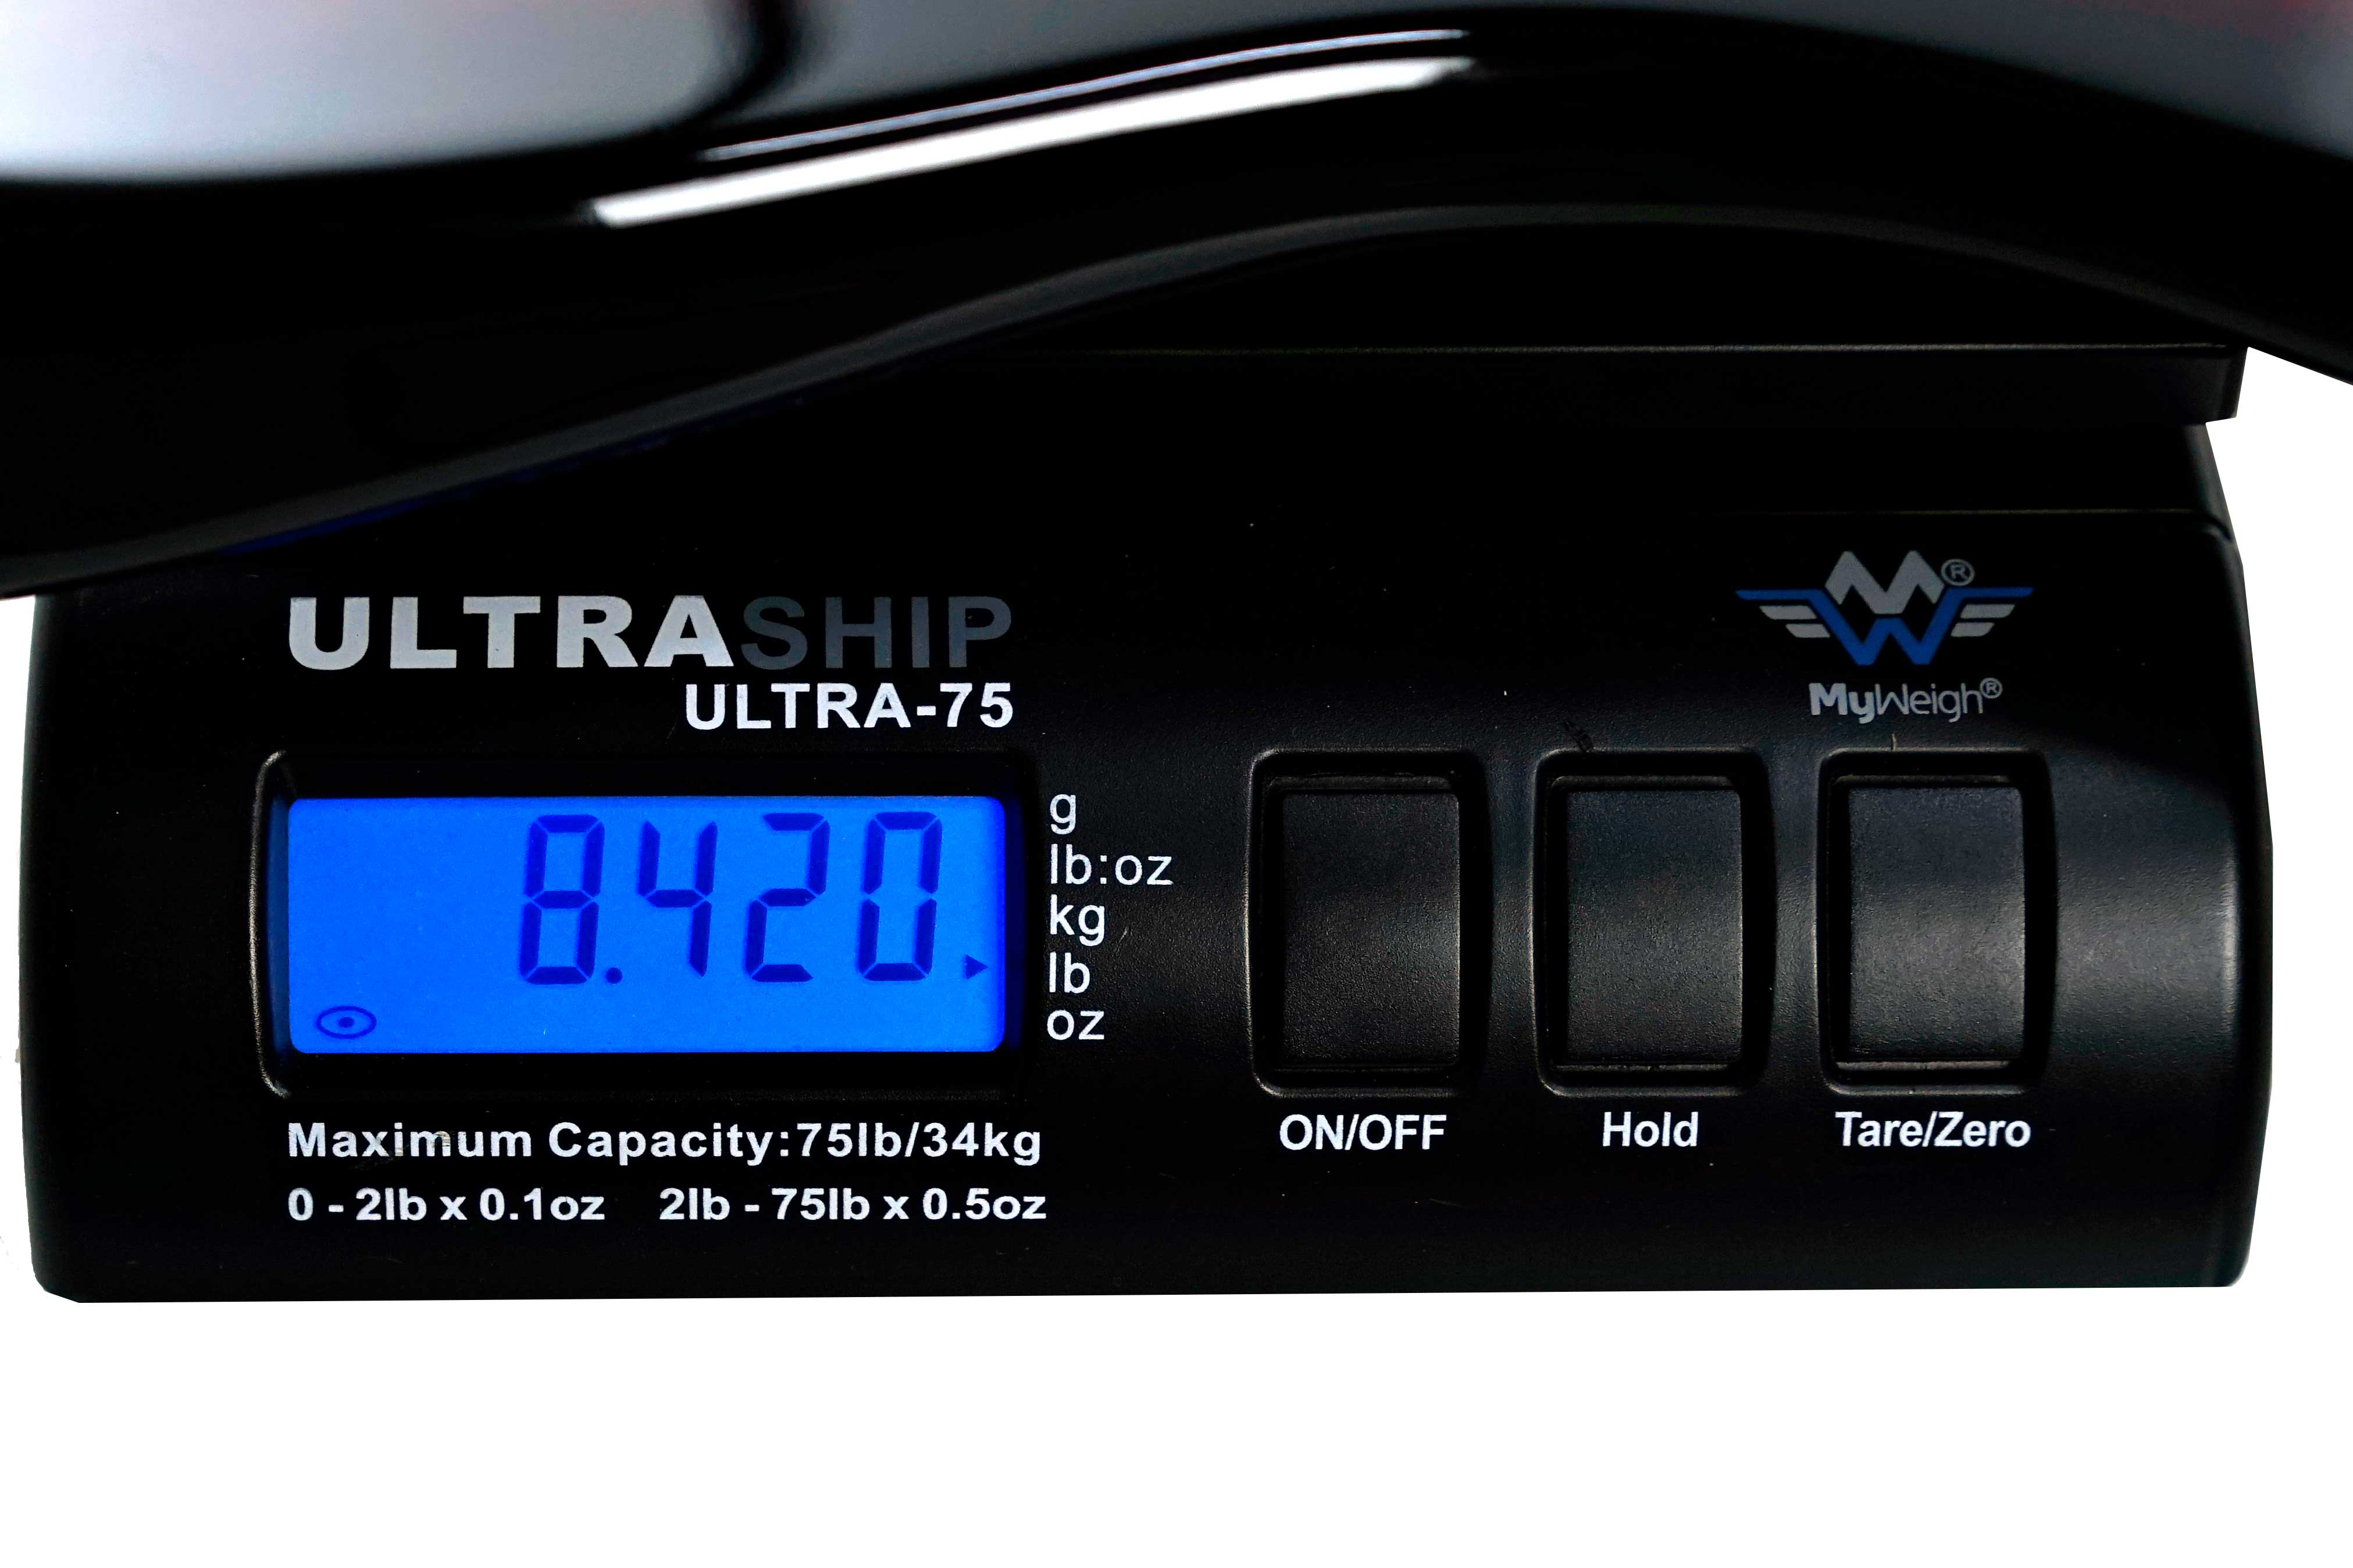 ULTRASHIP
ULTRA-75
MW®
MyWeigh®
8.420
g
lb:oz
kg
lb
oz
Maximum Capacity:75lb/34kg
0 - 2lb x 0.1oz 2lb - 75lb x 0.5oz
ON/OFF
Hold
Tare/Zero